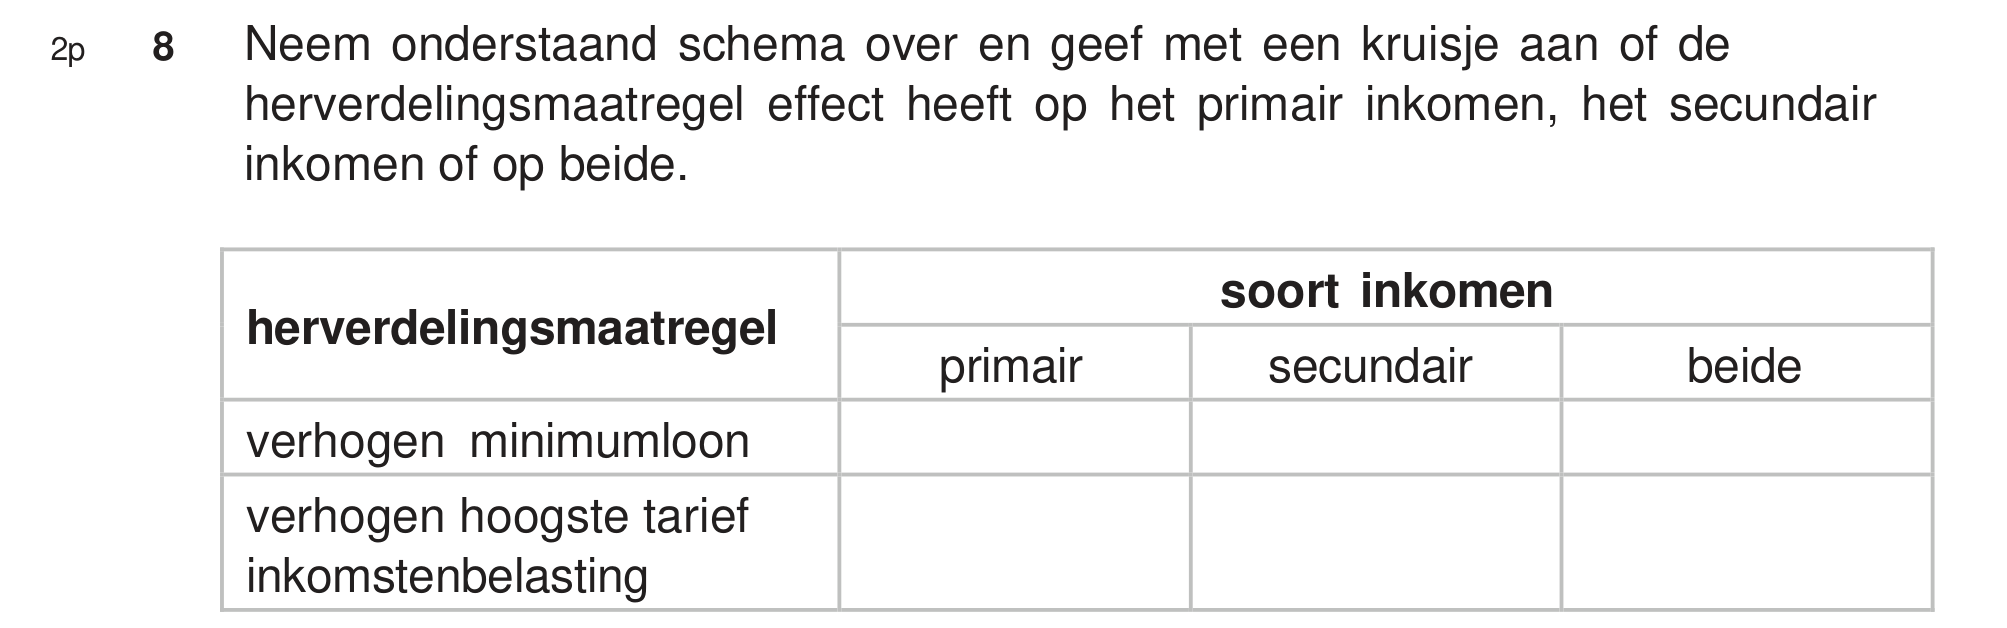 2p 8 Neem onderstaand schema over en geef met een kruisje aan of de
herverdelingsmaatregel effect heeft op het primair inkomen, het secundair
inkomen of op beide.
herverdelingsmaatregel
soort inkomen
primair secundair beide
verhogen minimumloon
verhogen hoogste tarief
inkomstenbelasting